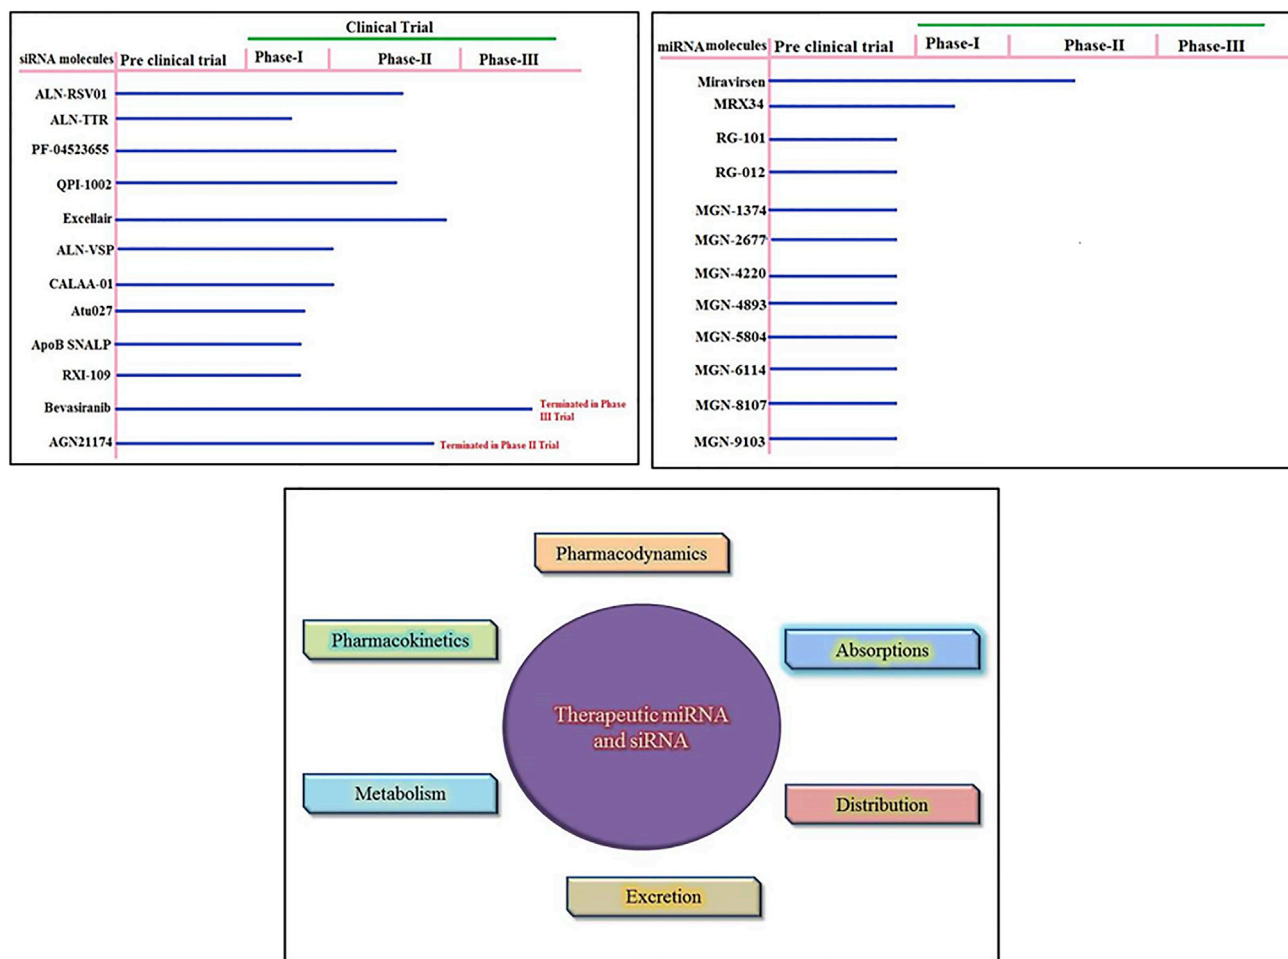 Clinical Trial
siRNA molecules Pre clinical trial Phase-I Phase-II Phase-III
ALN-RSV01
ALN-TTR
PF-04523655
QPI-1002
Excellair
ALN-VSP
CALAA-01
Atu027
ApoB SNALP
RXI-109
Bevasiranib Terminated in Phase
III Trial
AGN21174 Terminated in Phase II Trial
miRNA molecules Pre clinical trial Phase-I Phase-II Phase-III
Miravirsen
MRX34
RG-101
RG-012
MGN-1374
MGN-2677
MGN-4220
MGN-4893
MGN-5804
MGN-6114
MGN-8107
MGN-9103
Pharmacodynamics
Pharmacokinetics
Absorptions
Therapeutic miRNA
and siRNA
Metabolism
Distribution
Excretion